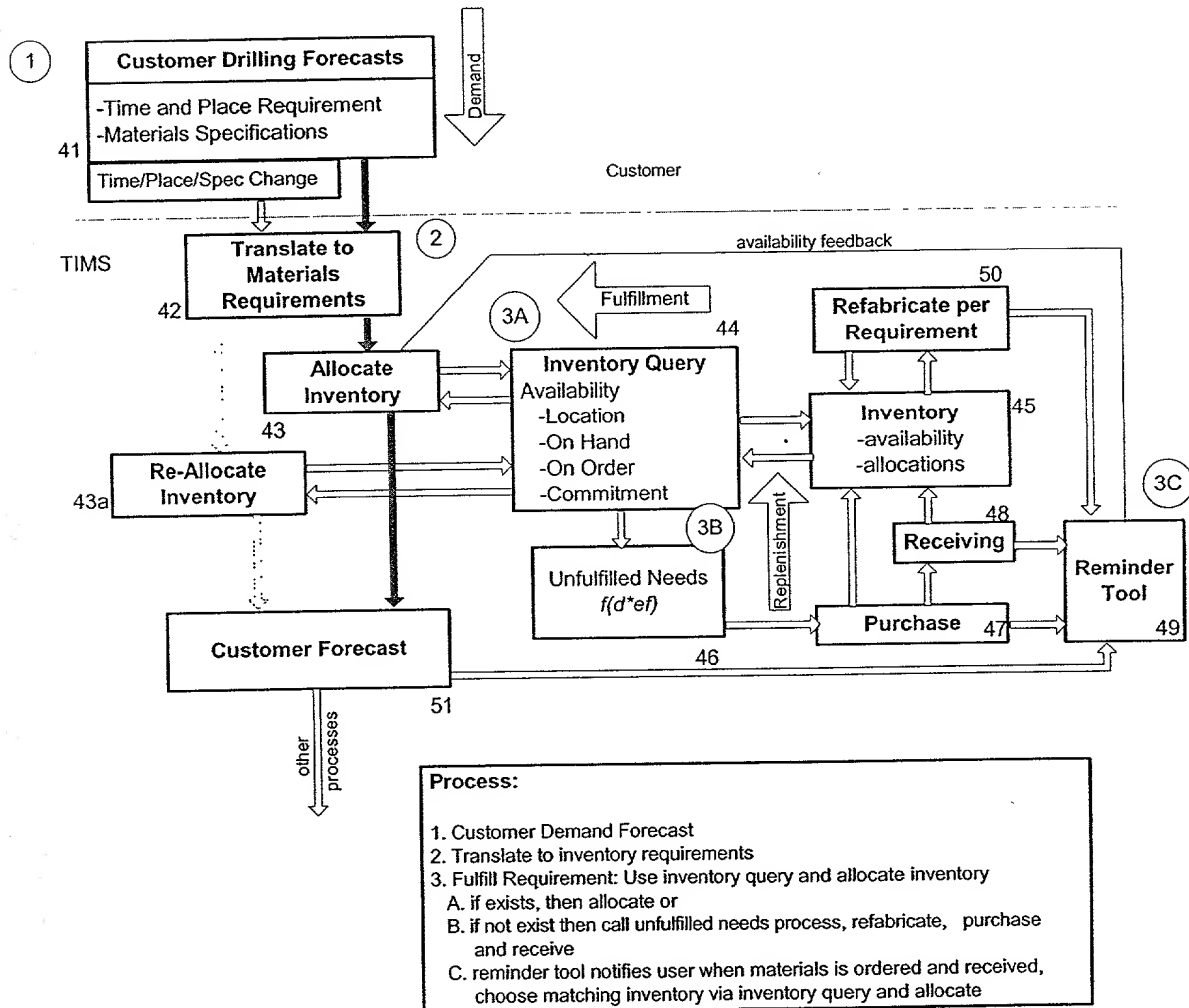 1
Customer Drilling Forecasts
-Time and Place Requirement
-Materials Specifications
41
Time/Place/Spec Change
Demand
Customer
TIMS
2
Translate to
Materials
Requirements
42
availability feedback
Fulfillment
3A
44
50
Refabricate per
Requirement
Allocate
Inventory
43
Inventory Query
Availability
-Location
-On Hand
-On Order
-Commitment
Inventory
-availability
-allocations
45
Re-Allocate
Inventory
43a
3B
Replenishment
48
Receiving
3C
Reminder
Tool
49
Unfulfilled Needs
f(d*ef)
Purchase
47
46
Customer Forecast
51
other
processes
Process:
1. Customer Demand Forecast
2. Translate to inventory requirements
3. Fulfill Requirement: Use inventory query and allocate inventory
A. if exists, then allocate or
B. if not exist then call unfulfilled needs process, refabricate, purchase
and receive
C. reminder tool notifies user when materials is ordered and received,
choose matching inventory via inventory query and allocate